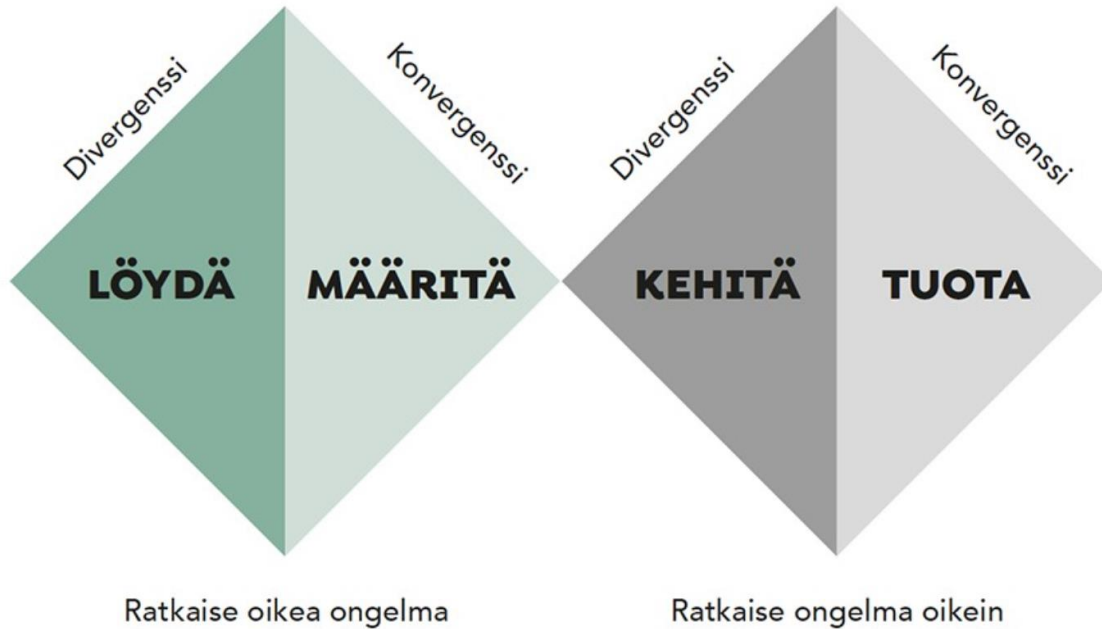 Divergenssi
Konvergenssi
Divergenssi
Konvergenssi
LÖYDÄ
MÄÄRITÄ
KEHITÄ
TUOTA
Ratkaise oikea ongelma
Ratkaise ongelma oikein